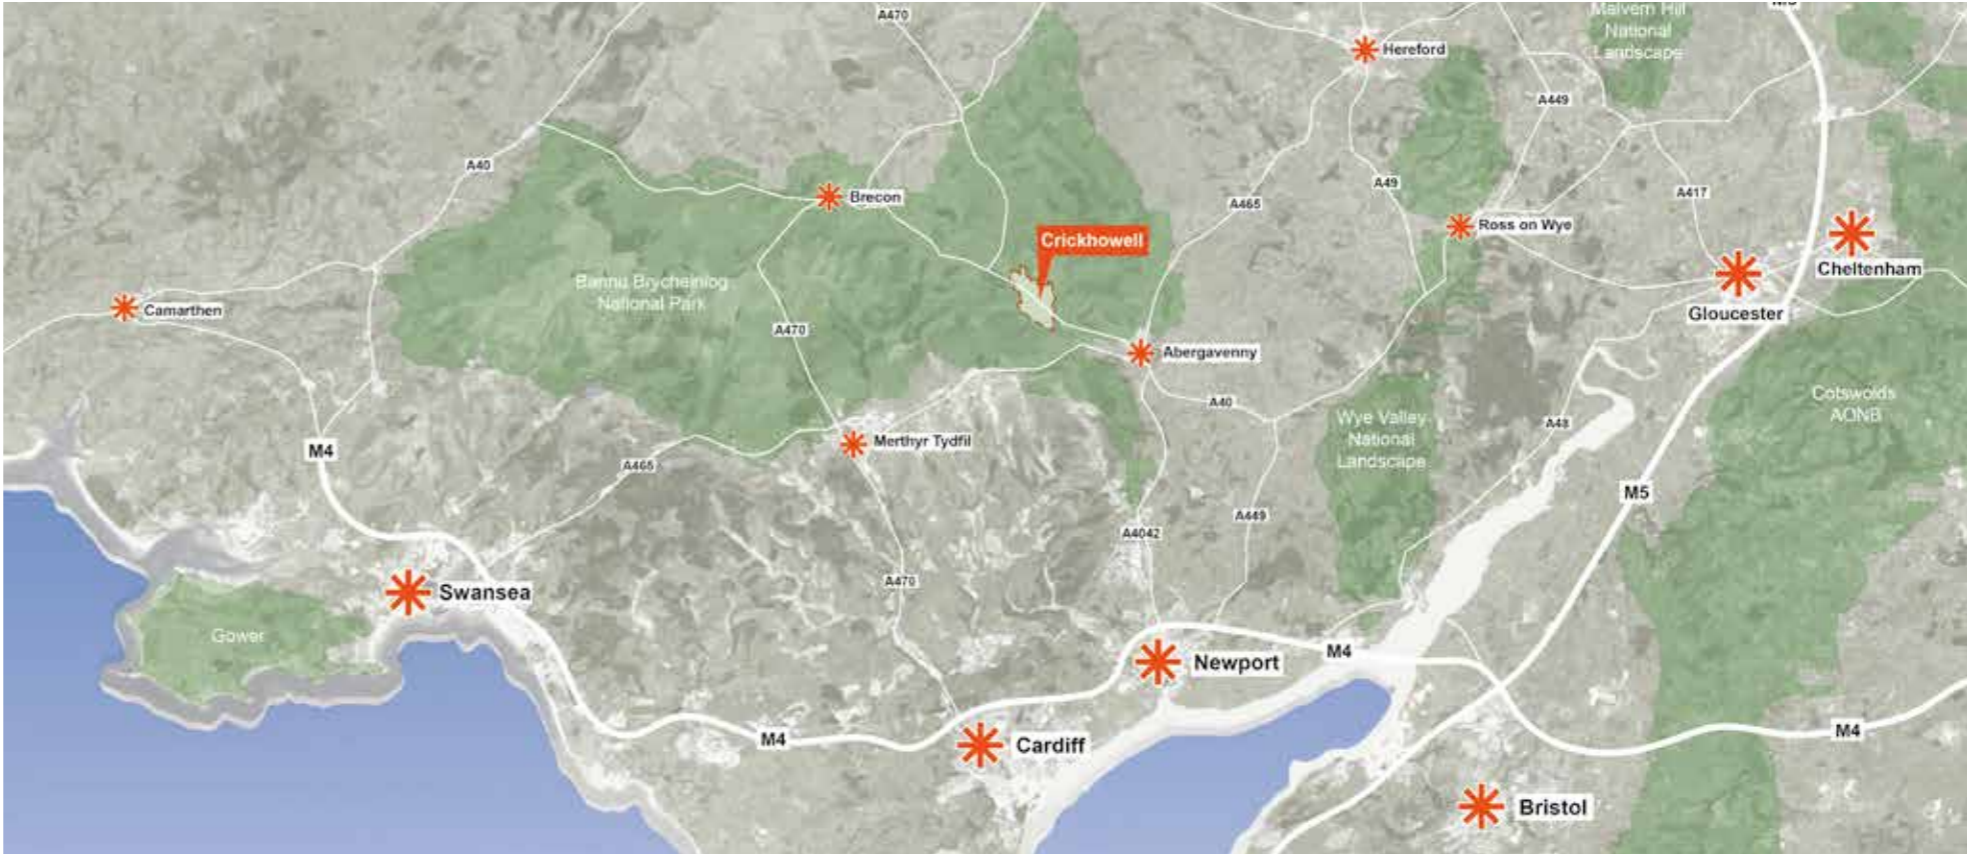 A470
Malvern Hill
National
Landscape
M5
Hereford
A449
A40
Brecon
A465
A49
A417
Crickhowell
Ross on Wye
Cheltenham
Bannu Brycheiniog
National Park
Camarthen
A470
Gloucester
Abergavenny
A40
Cotswolds
AONB
Wye Valley
National
Landscape
A48
M4
Merthyr Tydfil
A465
M5
A449
A4042
A470
Swansea
Gower
M4
Newport
M4
Cardiff
M4
Bristol